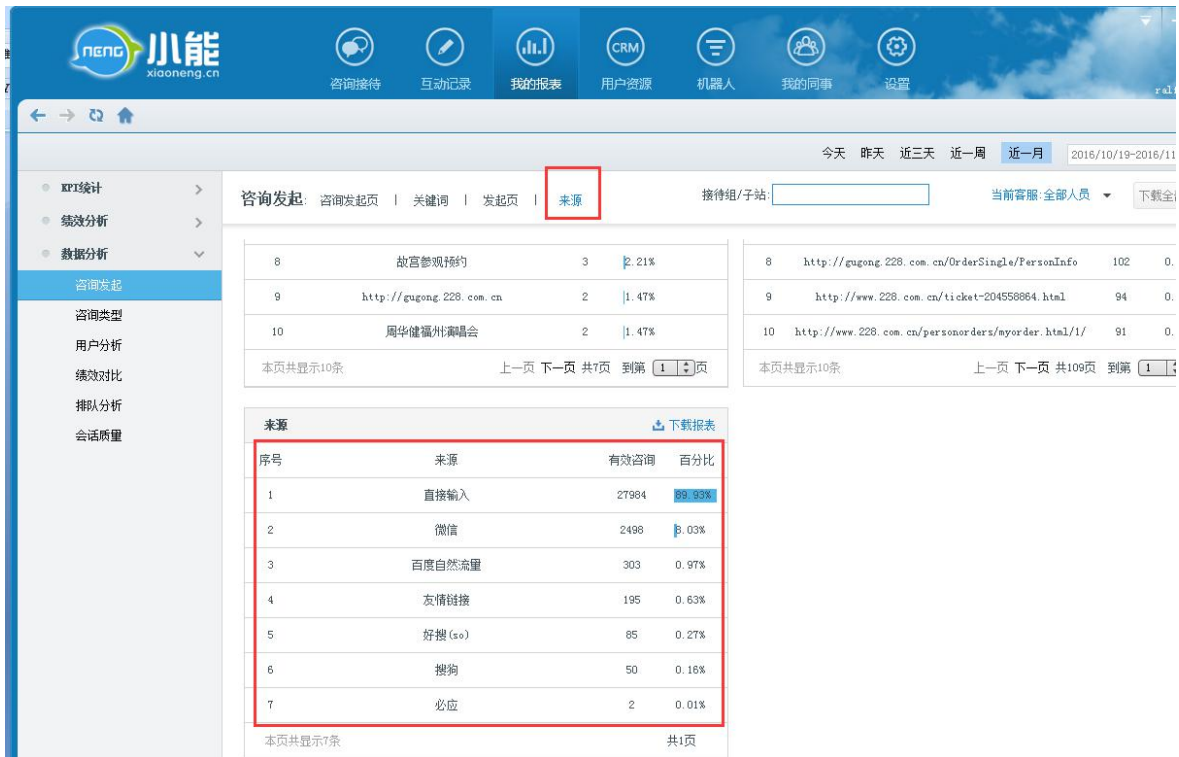 neng 小能
xiaoneng.cn
咨询接待 互动记录 我的报表 CRM 用户资源 机器人 我的同事 设置
今天 昨天 近三天 近一周 近一月 2016/10/19-2016/11
KPI统计
绩效分析
数据分析
咨询发起
咨询类型
用户分析
绩效对比
排队分析
会话质量
咨询发起: 咨询发起页 | 关键词 | 发起页 | 来源 接待组/子站: 当前客服:全部人员 下载全
8 故宫参观预约 3 2.21%
9 http://gugong.228.com.cn 2 1.47%
10 周华健福州演唱会 2 1.47%
本页共显示10条 上一页 下一页 共7页 到第 1 页
8 http://gugong.228.com.cn/OrderSingle/PersonInfo 102 0.
9 http://www.228.com.cn/ticket-204558864.html 94 0.
10 http://www.228.com.cn/personorders/myorder.html/1/ 91 0.
本页共显示10条 上一页 下一页 共109页 到第 1
来源 下载报表
序号 来源 有效咨询 百分比
1 直接输入 27984 89.93%
2 微信 2498 8.03%
3 百度自然流量 303 0.97%
4 友情链接 195 0.63%
5 好搜(so) 85 0.27%
6 搜狗 50 0.16%
7 必应 2 0.01%
本页共显示7条 共1页